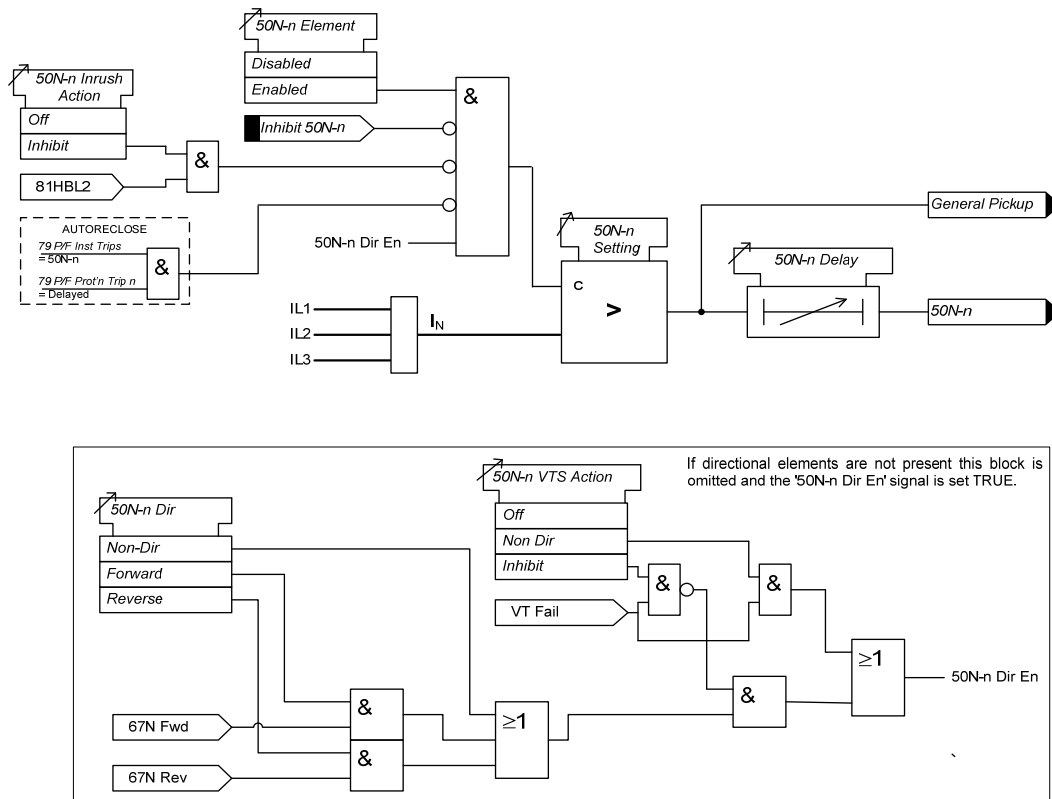 50N-n Element
Disabled
Enabled
50N-n Inrush
Action
Off
Inhibit
81HBL2
Inhibit 50N-n
&
&
AUTORECLOSE
79 P/F Inst Trips
= 50N-n
79 P/F Prot'n Trip n
= Delayed
&
50N-n Dir En
IL1
IL2
IL3
IN
50N-n
Setting
c
>
50N-n Delay
General Pickup
50N-n
If directional elements are not present this block is
omitted and the '50N-n Dir En' signal is set TRUE.
50N-n Dir
Non-Dir
Forward
Reverse
50N-n VTS Action
Off
Non Dir
Inhibit
VT Fail
&
&
67N Fwd
67N Rev
&
&
≥1
&
≥1
50N-n Dir En